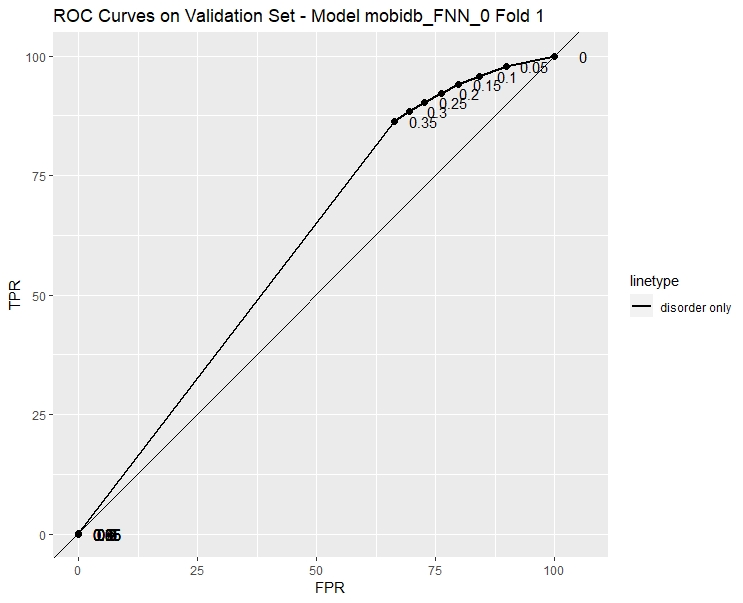 ROC Curves on Validation Set - Model mobidb_FNN_0 Fold 1
100
75
50
25
0
TPR
0
0.05
0.1
0.15
0.2
0.25
0.3
0.35
0 25 50 75 100
FPR
linetype
disorder only